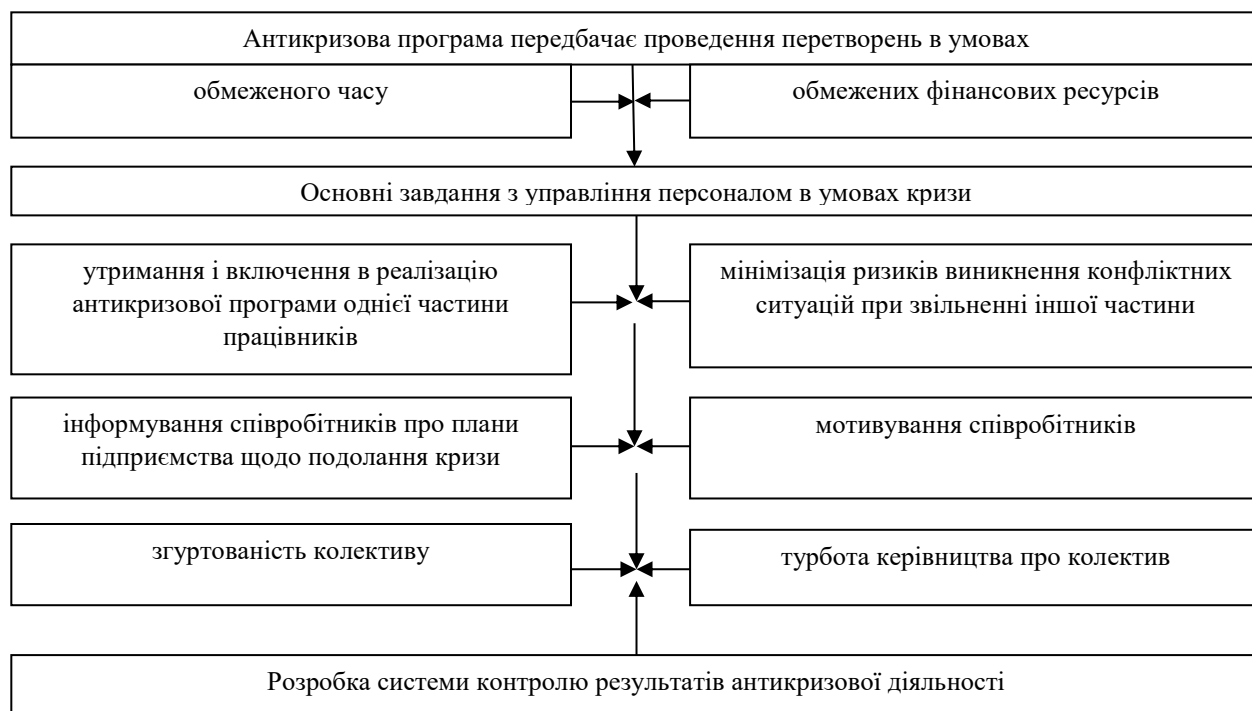 Антикризова програма передбачає проведення перетворень в умовах
обмеженого часу
обмежених фінансових ресурсів
Основні завдання з управління персоналом в умовах кризи
утримання і включення в реалізацію
антикризової програми однієї частини
працівників
мінімізація ризиків виникнення конфліктних
ситуацій при звільненні іншої частини
інформування співробітників про плани
підприємства щодо подолання кризи
мотивування співробітників
згуртованість колективу
турбота керівництва про колектив
Розробка системи контролю результатів антикризової діяльності